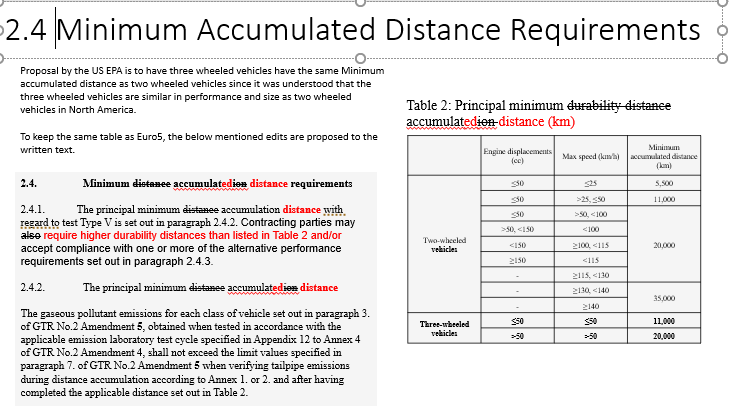 2.4 Minimum Accumulated Distance Requirements
Proposal by the US EPA is to have three wheeled vehicles have the same Minimum
accumulated distance as two wheeled vehicles since it was understood that the
three wheeled vehicles are similar in performance and size as two wheeled
vehicles in North America.
To keep the same table as Euro5, the below mentioned edits are proposed to the
written text.
2.4. Minimum distance accumulatedion distance requirements
2.4.1. The principal minimum distance accumulation distance with
regard to test Type V is set out in paragraph 2.4.2. Contracting parties may
also require higher durability distances than listed in Table 2 and/or
accept compliance with one or more of the alternative performance
requirements set out in paragraph 2.4.3.
2.4.2. The principal minimum distance accumulatedion distance
The gaseous pollutant emissions for each class of vehicle set out in paragraph 3.
of GTR No.2 Amendment 5, obtained when tested in accordance with the
applicable emission laboratory test cycle specified in Appendix 12 to Annex 4
of GTR No.2 Amendment 4, shall not exceed the limit values specified in
paragraph 7. of GTR No.2 Amendment 5 when verifying tailpipe emissions
during distance accumulation according to Annex 1. or 2. and after having
completed the applicable distance set out in Table 2.
Table 2: Principal minimum durability distance
accumulatedion distance (km)
Engine displacements
(cc)
Max speed (km/h)
Minimum
accumulated distance
(km)
Two-wheeled
vehicles
≤50 ≤25 5,500
≤50 >25, ≤50 11,000
≤50 >50, <100
>50, <150 <100
<150 ≥100, <115 20,000
≥150 <115
- ≥115, <130
- ≥130, <140
35,000
- ≥140
Three-wheeled
vehicles
≤50 ≤50 11,000
>50 >50 20,000